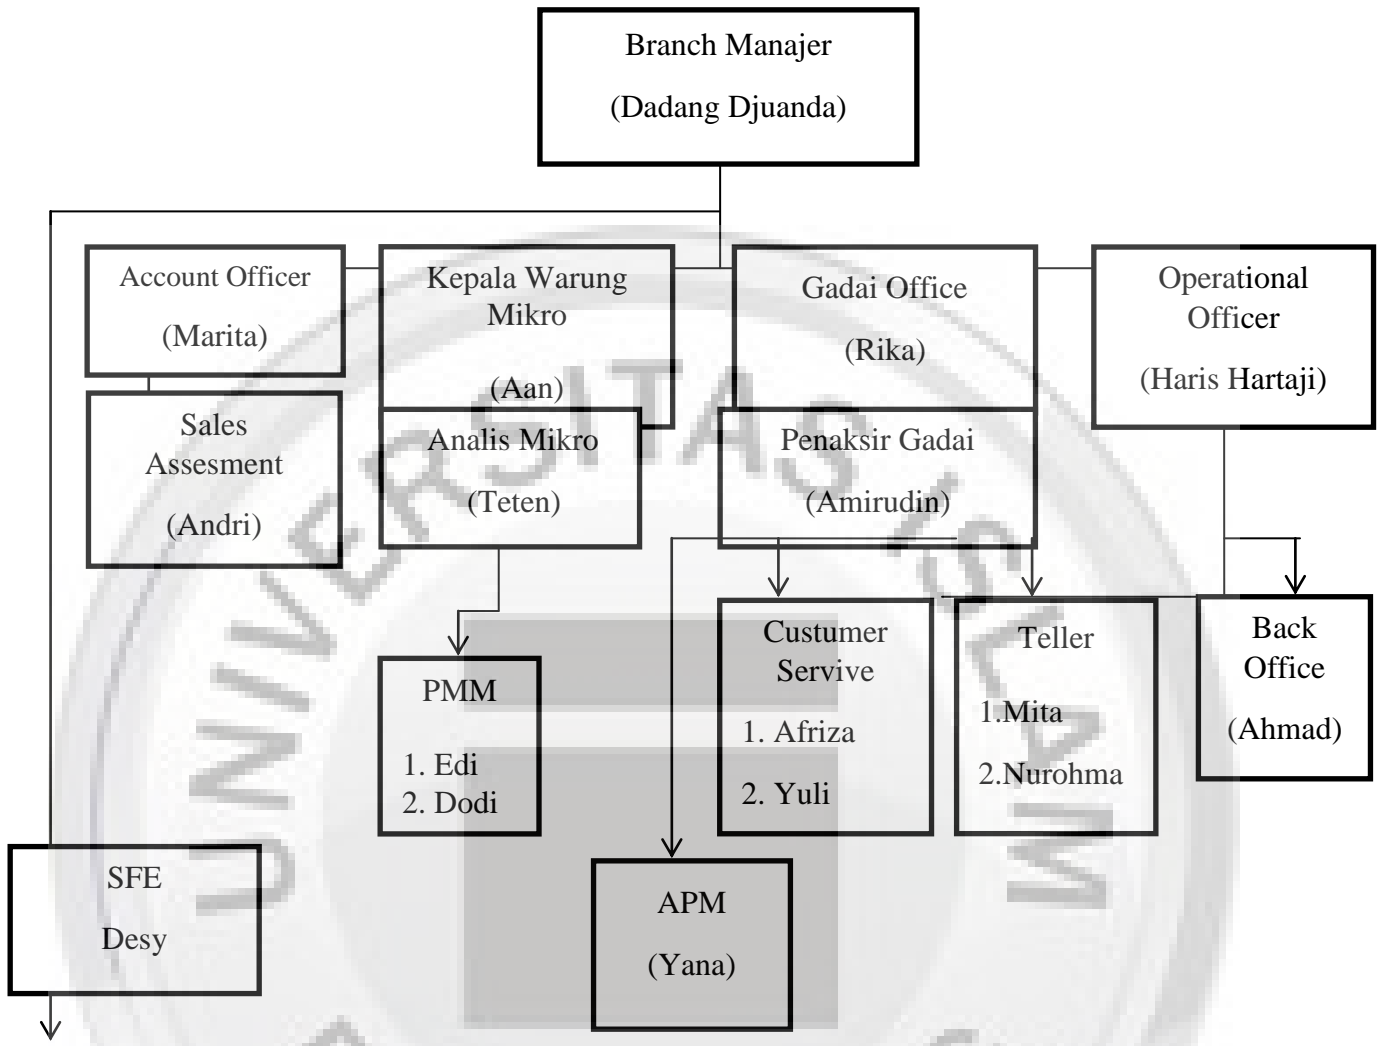 Branch Manajer
(Dadang Djuanda)
Account Officer
(Marita)
Kepala Warung
Mikro
(Aan)
Gadai Office
(Rika)
Operational
Officer
(Haris Hartaji)
Sales
Assesment
(Andri)
Analis Mikro
(Teten)
Penaksir Gadai
(Amirudin)
PMM
1. Edi
2. Dodi
Custumer
Servive
1. Afriza
2. Yuli
Teller
1.Mita
2.Nurohma
Back
Office
(Ahmad)
SFE
Desy
APM
(Yana)
UNIVERSITAS ISLAM